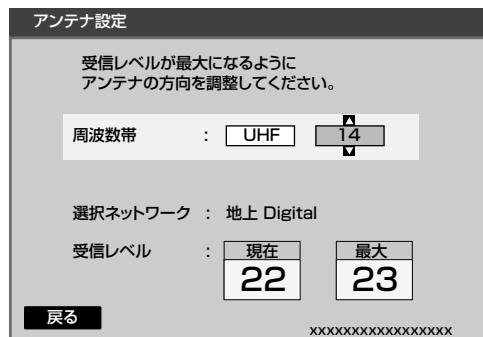 アンテナ設定
受信レベルが最大になるように
アンテナの方向を調整してください。
周波数帯 : UHF 14
選択ネットワーク : 地上 Digital
受信レベル : 現在 最大
22 23
戻る
xxxxxxxxxxxxxxxxx